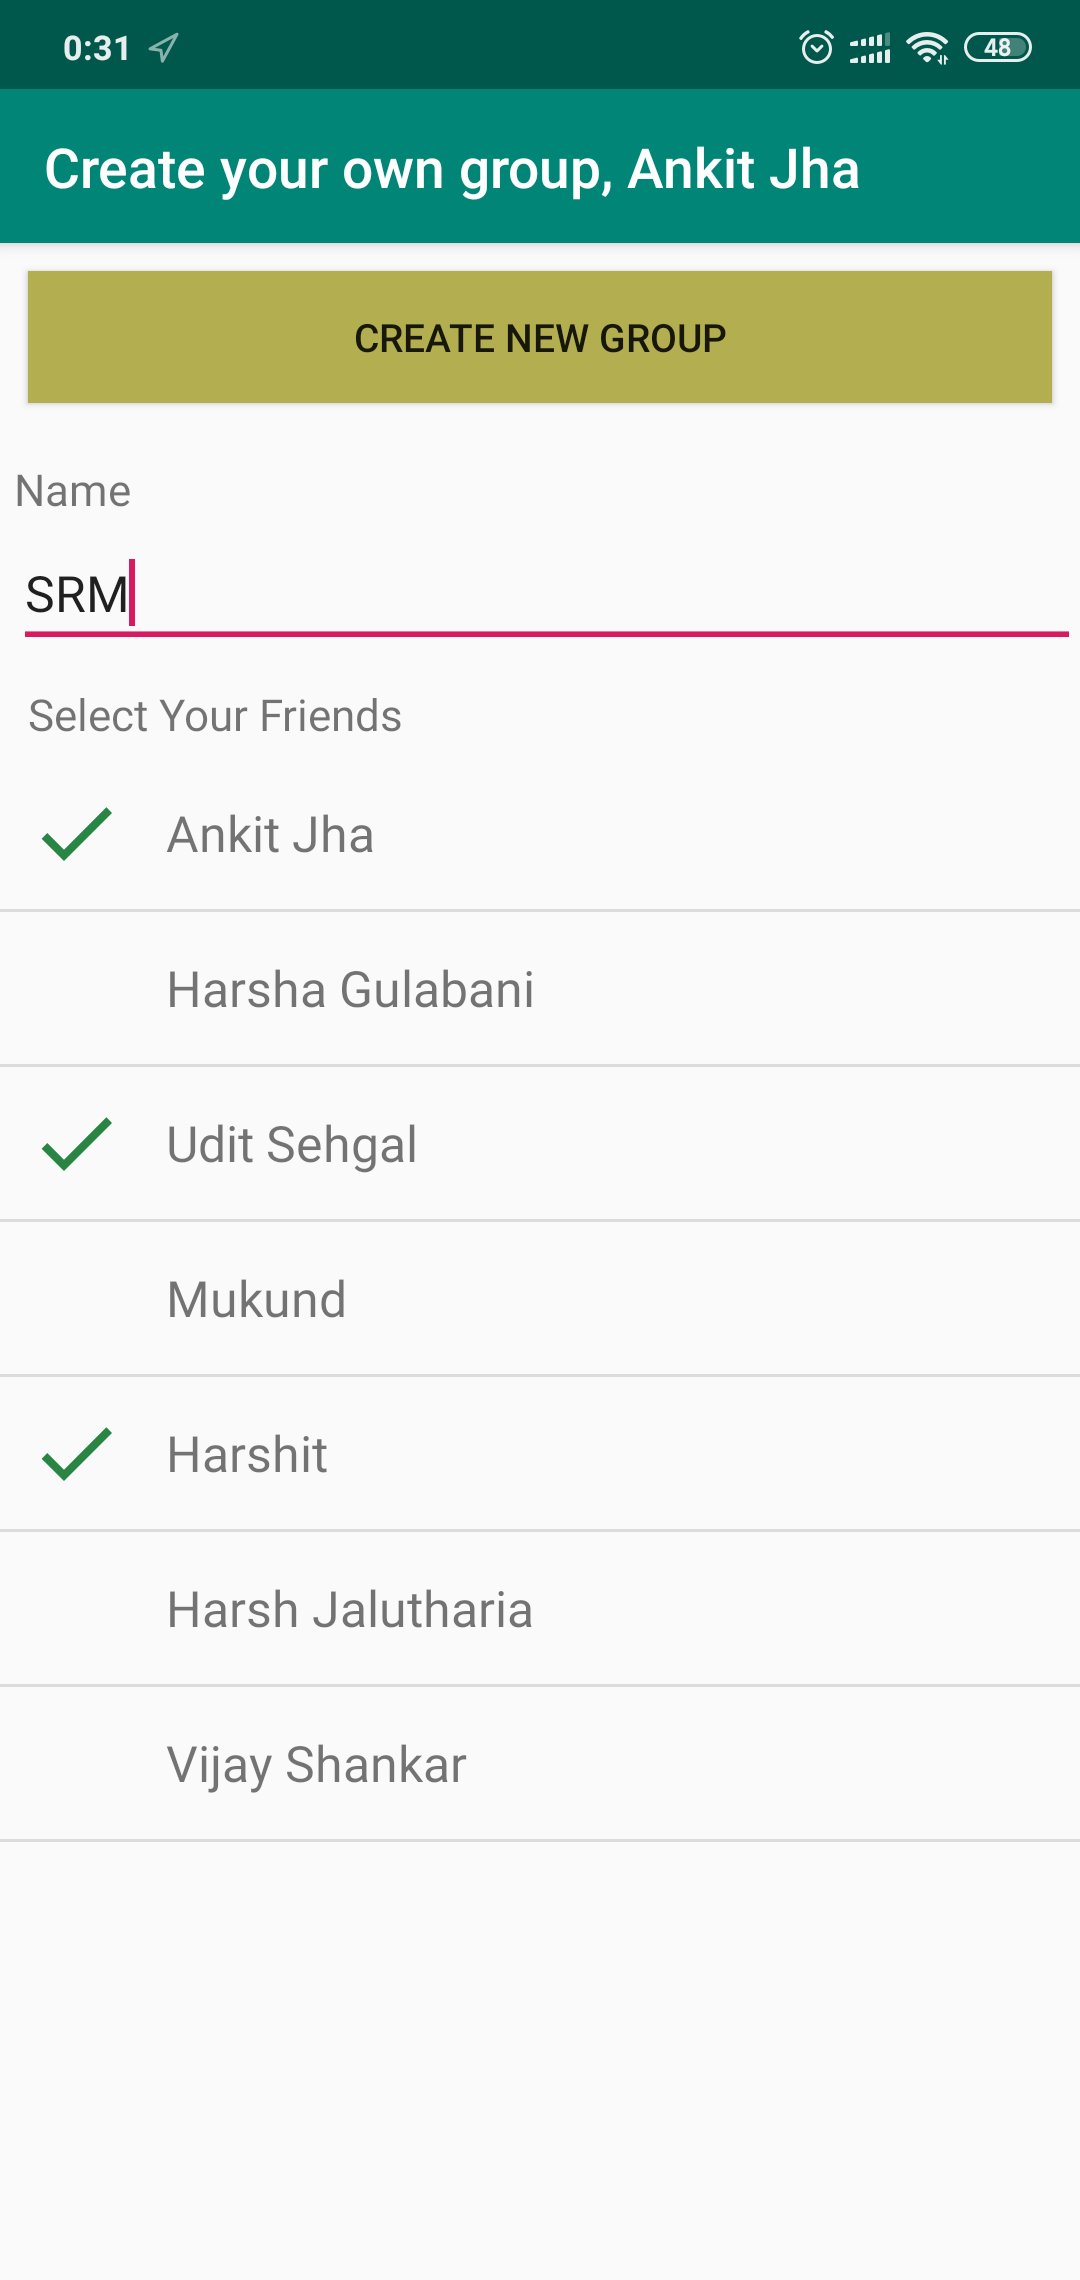 0:31
48
Create your own group, Ankit Jha
CREATE NEW GROUP
Name
SRM
Select Your Friends
Ankit Jha
Harsha Gulabani
Udit Sehgal
Mukund
Harshit
Harsh Jalutharia
Vijay Shankar